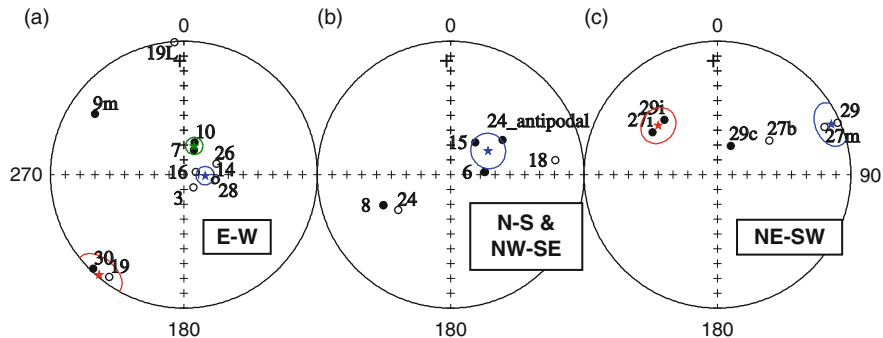 (a) 0 (b) 0 (c) 0
19L
9m
10
7
26
16 14
3 28
270
30 19
E-W
180
24_antipodal
15
18
6
8 24
N-S &
NW-SE
180
29i
27i
29
29c 27b 27m
90
NE-SW
180